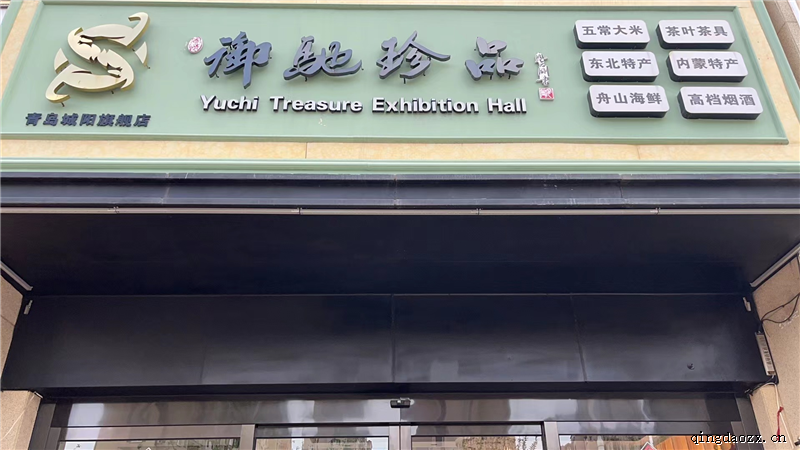 御驰珍品
Yuchi Treasure Exhibition Hall
青岛城阳旗舰店
五常大米
茶叶茶具
东北特产
内蒙特产
舟山海鲜
高档烟酒
qingdaozz.cn